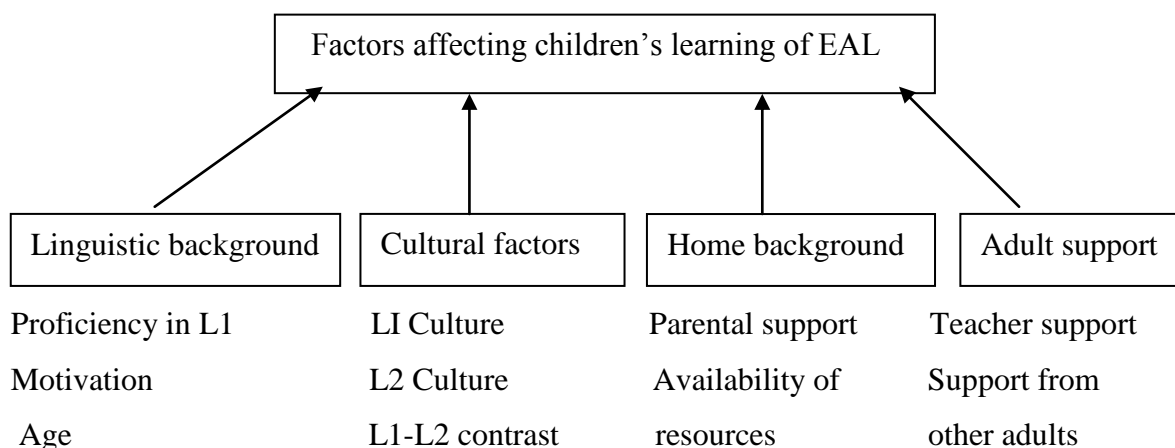 Factors affecting children’s learning of EAL
Linguistic background
Cultural factors
Home background
Adult support
Proficiency in L1
LI Culture
Parental support
Teacher support
Motivation
L2 Culture
Availability of
Support from
Age
L1-L2 contrast
resources
other adults